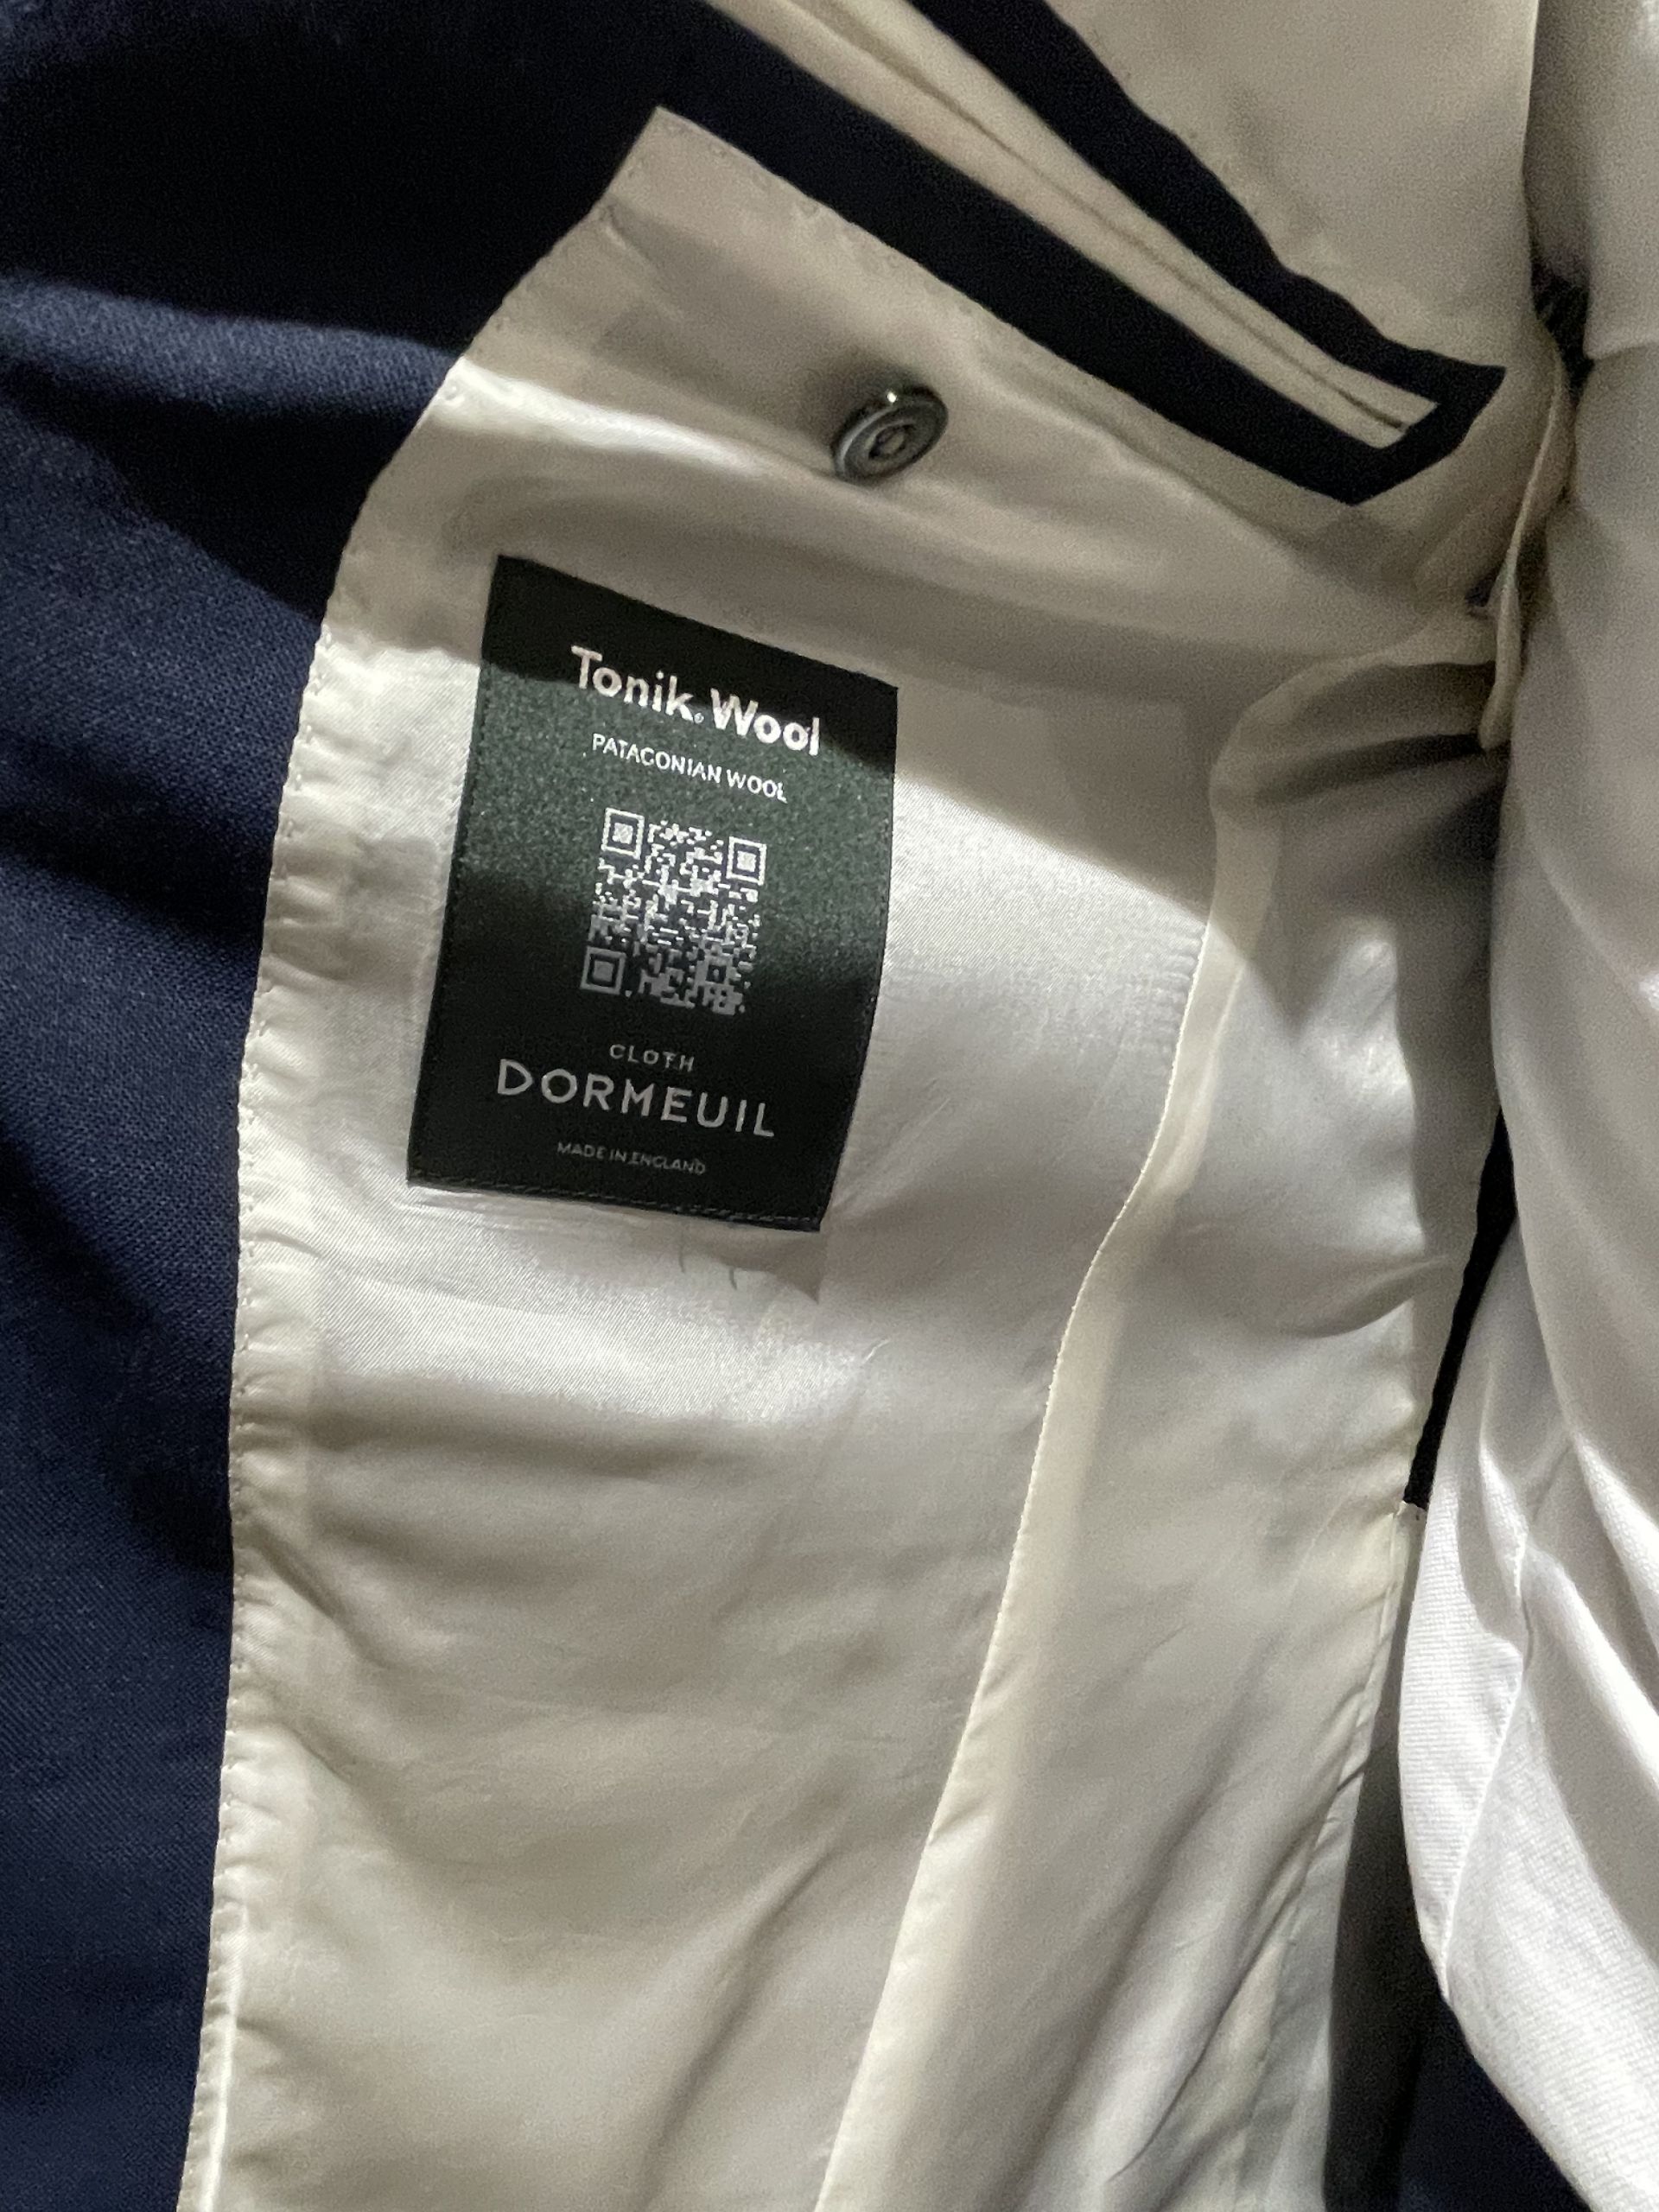 Tonik® Wool
PATAGONIAN WOOL
CLOTH
DORMEUIL
MADE IN ENGLAND